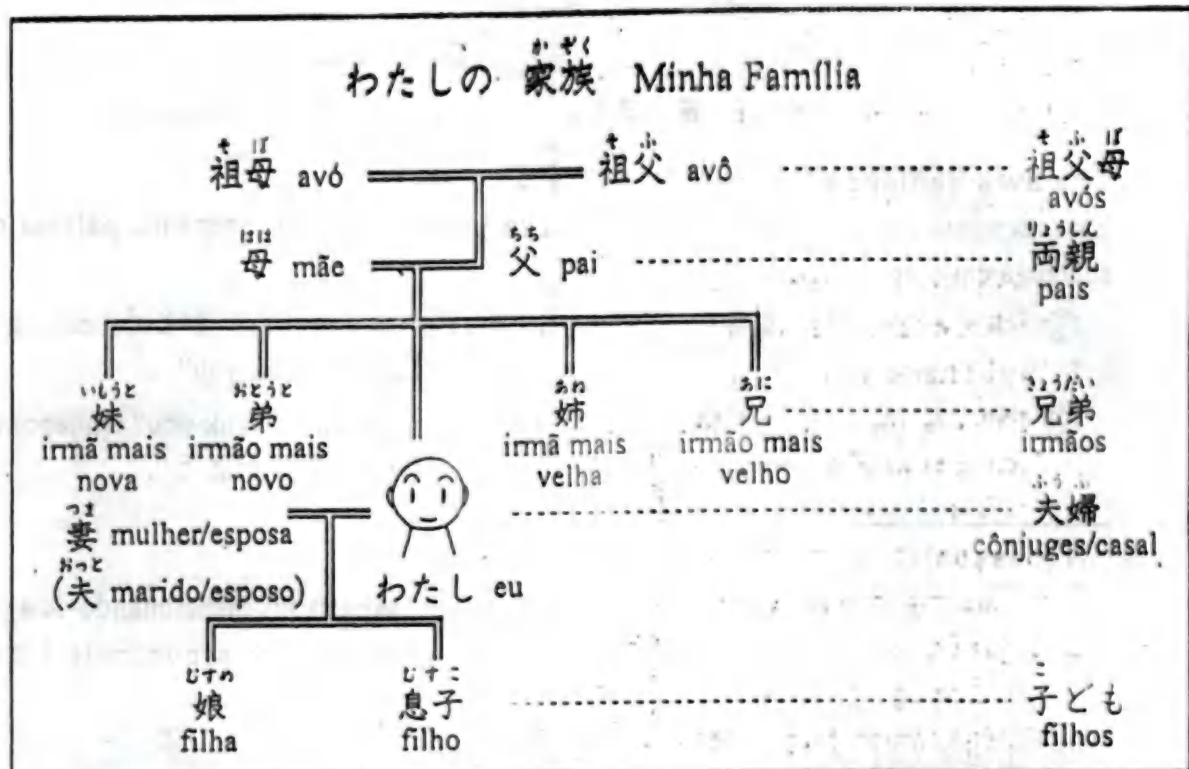 かぞく
わたしの 家族 Minha Família
そぼ そふ そふぼ
祖母 avó 祖父 avô 祖父母
avós
はは ちち りょうしん
母 mãe 父 pai 両親
pais
いもうと おとうと あね あに きょうだい
妹 弟 姉 兄 兄弟
irmã mais irmão mais irmã mais irmão mais irmãos
nova novo velha velho
つま ふうふ
妻 mulher/esposa 夫婦
cônjuges/casal
おっと
(夫 marido/esposo) わたし eu
むすめ むすこ こ
娘 息子 子ども
filha filho filhos